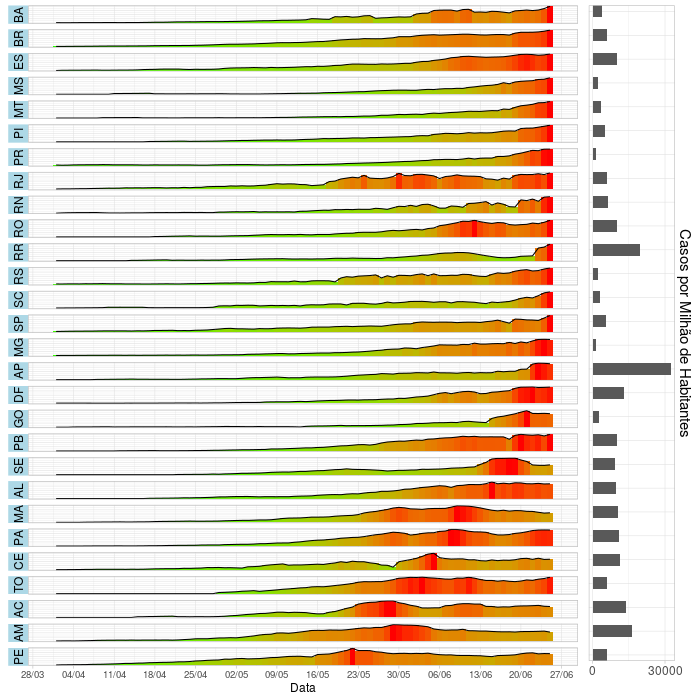 BA
BR
ES
MS
MT
PI
PR
RJ
RN
RO
RR
RS
SC
SP
MG
AP
DF
GO
PB
SE
AL
MA
PA
CE
TO
AC
AM
PE
28/03 04/04 11/04 18/04 25/04 02/05 09/05 16/05 23/05 30/05 06/06 13/06 20/06 27/06
Data
0 30000
Casos por Milhão de Habitantes